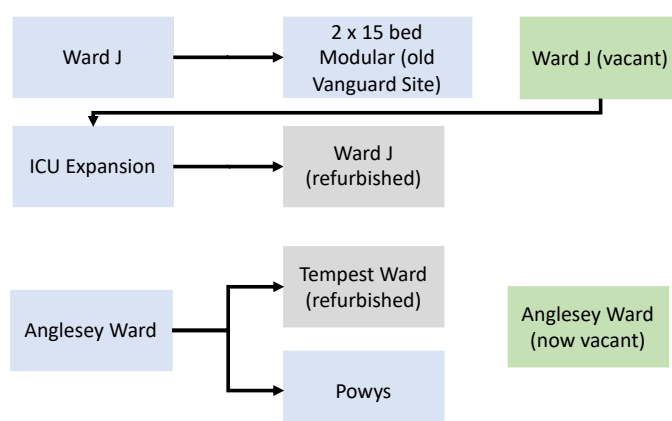 Ward J
2 x 15 bed
Modular (old
Vanguard Site)
Ward J (vacant)
ICU Expansion
Ward J
(refurbished)
Anglesey Ward
Tempest Ward
(refurbished)
Powys
Anglesey Ward
(now vacant)